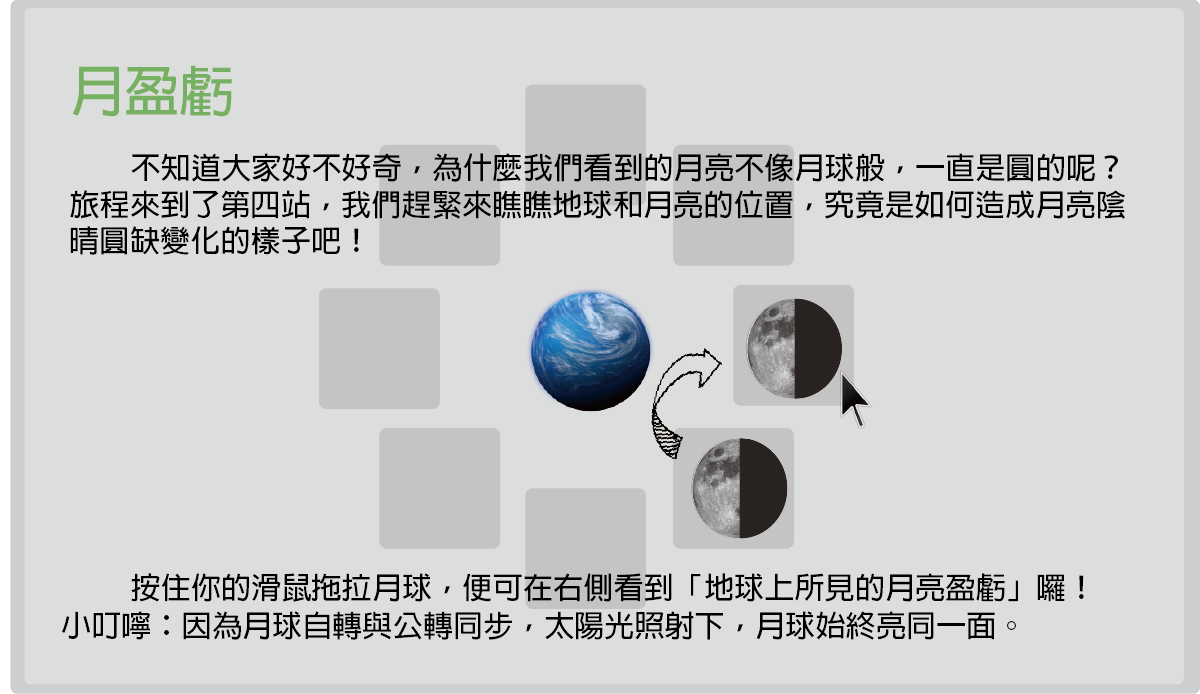 月盈虧
不知道大家好不好奇，為什麼我們看到的月亮不像月球般，一直是圓的呢？
旅程來到了第四站，我們趕緊來瞧瞧地球和月亮的位置，究竟是如何造成月亮陰
晴圓缺變化的樣子吧！
按住你的滑鼠拖拉月球，便可在右側看到「地球上所見的月亮盈虧」囉！
小叮嚀：因為月球自轉與公轉同步，太陽光照射下，月球始終亮同一面。